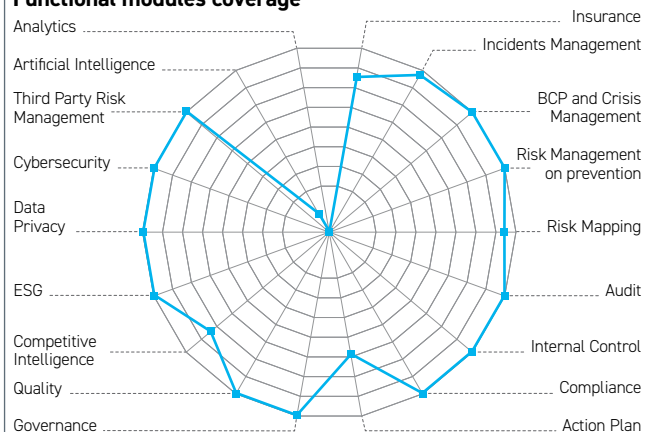 Functional modules coverage
Analytics
Artificial Intelligence
Third Party Risk
Management
Cybersecurity
Data
Privacy
ESG
Competitive
Intelligence
Quality
Governance
Insurance
Incidents Management
BCP and Crisis
Management
Risk Management
on prevention
Risk Mapping
Audit
Internal Control
Compliance
Action Plan